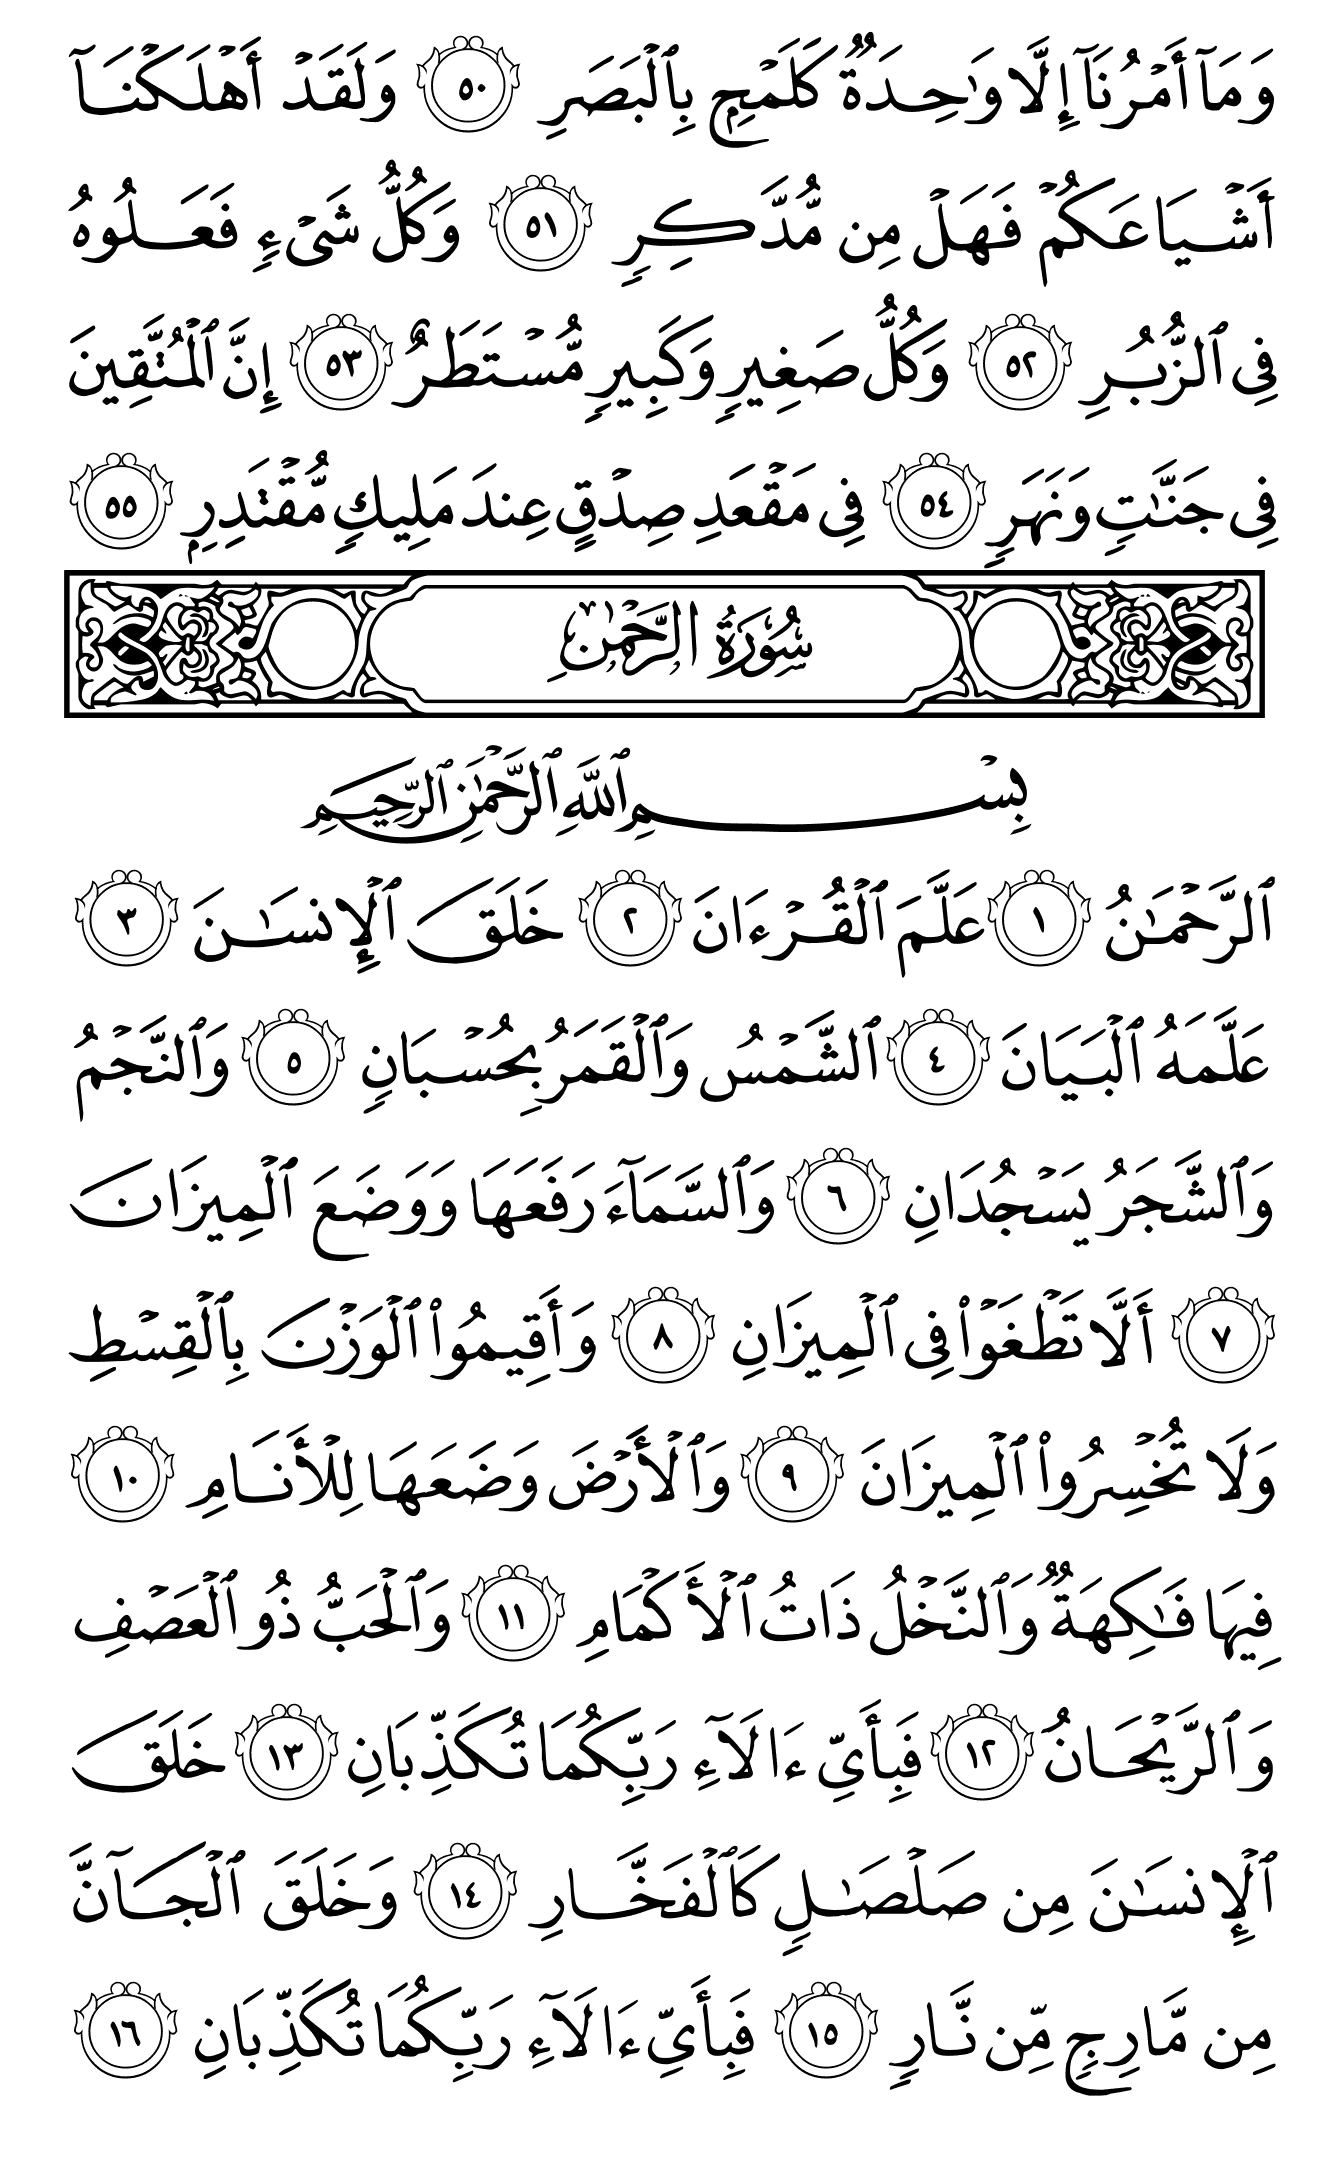 وَمَآ أَمْرُنَآ إِلَّا وَٰحِدَةٌ كَلَمْحٍۭ بِٱلْبَصَرِ ٥٠ وَلَقَدْ أَهْلَكْنَآ
أَشْيَاعَكُمْ فَهَلْ مِن مُّدَّكِرٍ ٥١ وَكُلُّ شَىْءٍ فَعَلُوهُ
فِى ٱلزُّبُرِ ٥٢ وَكُلُّ صَغِيرٍ وَكَبِيرٍ مُّسْتَطَرٌ ٥٣ إِنَّ ٱلْمُتَّقِينَ
فِى جَنَّٰتٍ وَنَهَرٍ ٥٤ فِى مَقْعَدِ صِدْقٍ عِندَ مَلِيكٍ مُّقْتَدِرٍۭ ٥٥
سُورَةُ الرَّحْمَٰنِ
بِسْمِ ٱللَّهِ ٱلرَّحْمَٰنِ ٱلرَّحِيمِ
ٱلرَّحْمَٰنُ ١ عَلَّمَ ٱلْقُرْءَانَ ٢ خَلَقَ ٱلْإِنسَٰنَ ٣
عَلَّمَهُ ٱلْبَيَانَ ٤ ٱلشَّمْسُ وَٱلْقَمَرُ بِحُسْبَانٍ ٥ وَٱلنَّجْمُ
وَٱلشَّجَرُ يَسْجُدَانِ ٦ وَٱلسَّمَآءَ رَفَعَهَا وَوَضَعَ ٱلْمِيزَانَ
٧ أَلَّا تَطْغَوْا۟ فِى ٱلْمِيزَانِ ٨ وَأَقِيمُوا۟ ٱلْوَزْنَ بِٱلْقِسْطِ
وَلَا تُخْسِرُوا۟ ٱلْمِيزَانَ ٩ وَٱلْأَرْضَ وَضَعَهَا لِلْأَنَامِ ١٠
فِيهَا فَٰكِهَةٌ وَٱلنَّخْلُ ذَاتُ ٱلْأَكْمَامِ ١١ وَٱلْحَبُّ ذُو ٱلْعَصْفِ
وَٱلرَّيْحَانُ ١٢ فَبِأَىِّ ءَالَآءِ رَبِّكُمَا تُكَذِّبَانِ ١٣ خَلَقَ
ٱلْإِنسَٰنَ مِن صَلْصَٰلٍ كَٱلْفَخَّارِ ١٤ وَخَلَقَ ٱلْجَآنَّ
مِن مَّارِجٍ مِّن نَّارٍ ١٥ فَبِأَىِّ ءَالَآءِ رَبِّكُمَا تُكَذِّبَانِ ١٦